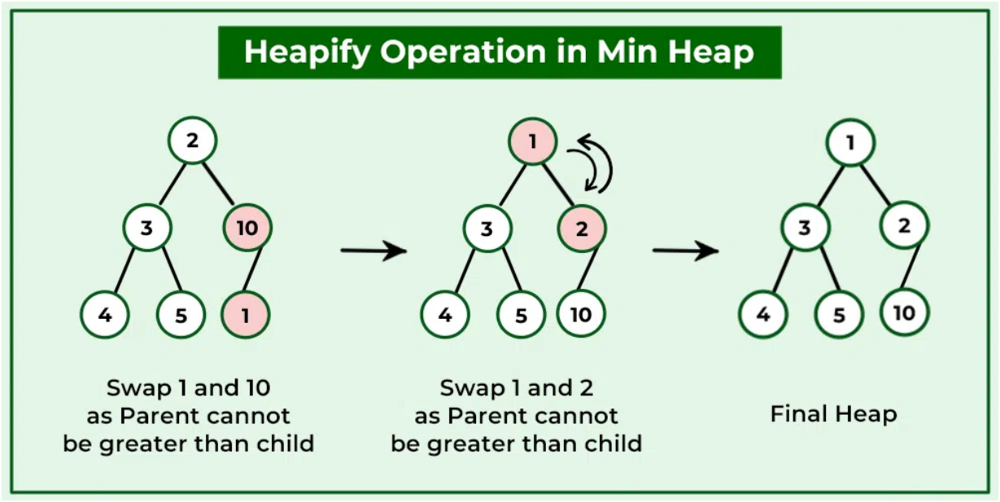 Heapify Operation in Min Heap
2
3
10
4
5
1
Swap 1 and 10
as Parent cannot
be greater than child
1
3
2
4
5
10
Swap 1 and 2
as Parent cannot
be greater than child
1
3
2
4
5
10
Final Heap